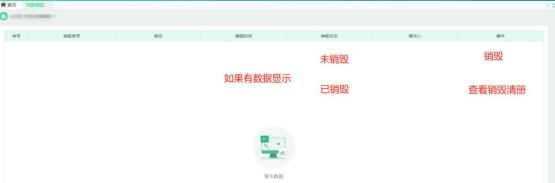 首页
序号 销毁单号 单位 销毁时间 销毁状态 操作人 操作
未销毁 销毁
如果有数据显示
已销毁 查看销毁清册
暂无数据